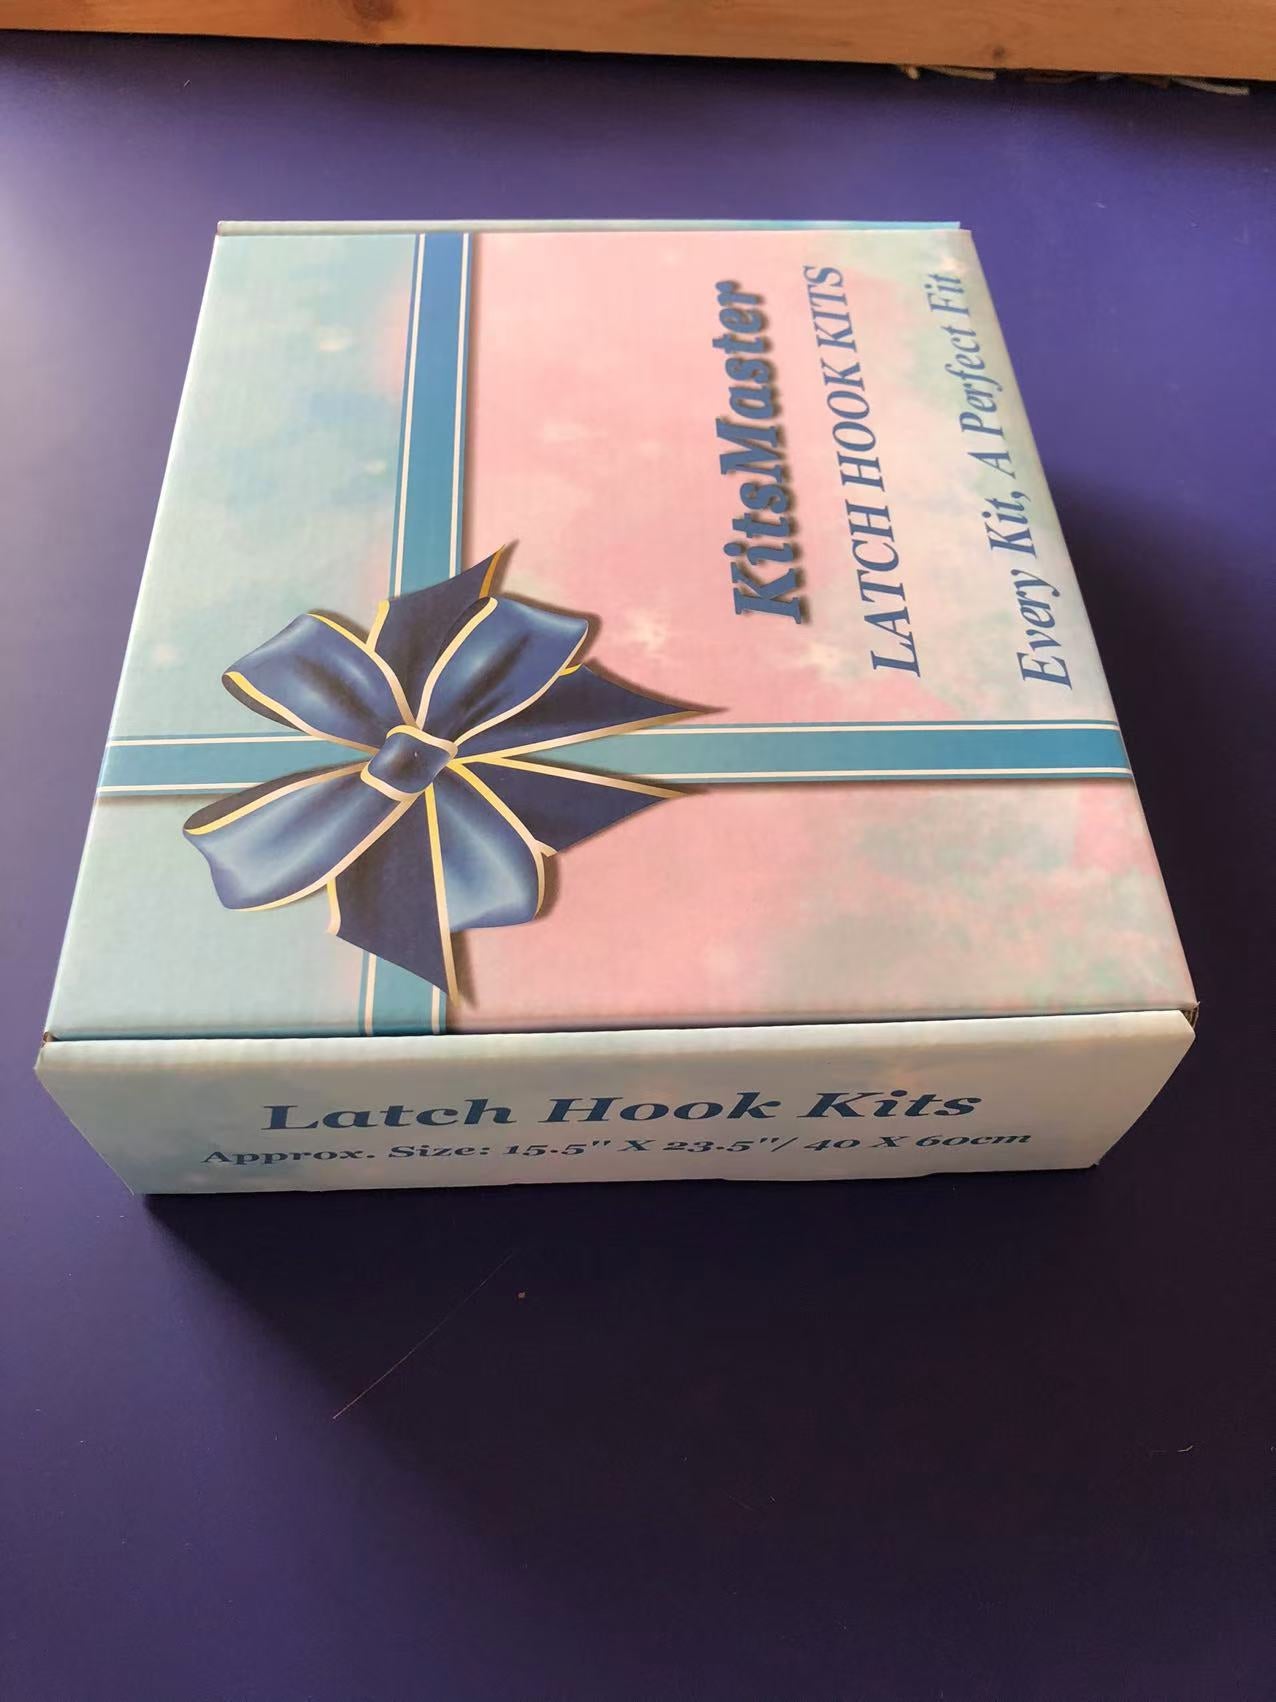 KitsMaster
LATCH HOOK KITS
Every Kit, A Perfect Fit
Latch Hook Kits
Approx. Size: 15.5" X 23.5"/ 40 X 60cm